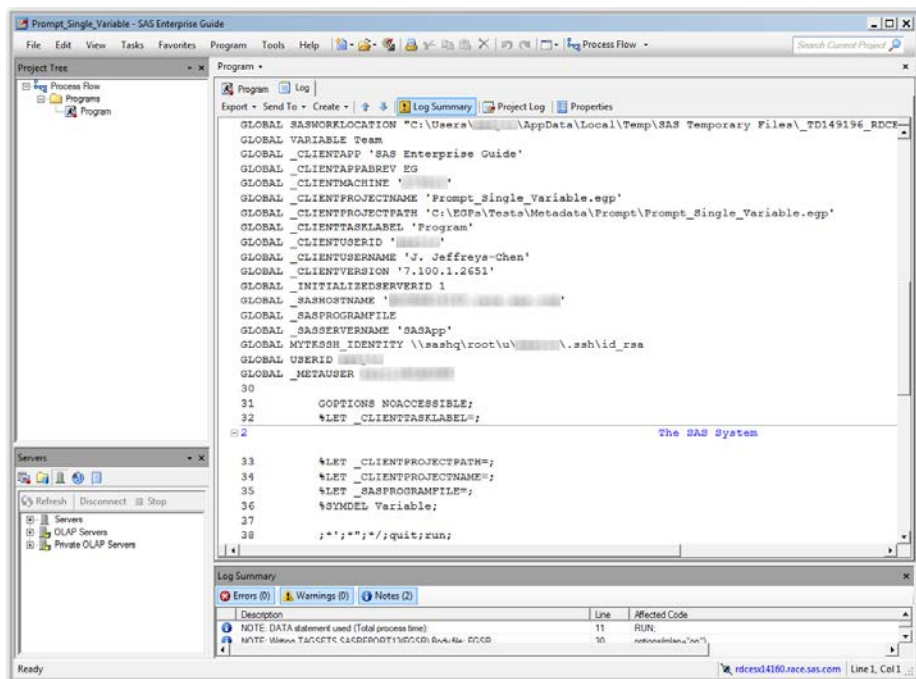 Prompt_Single_Variable - SAS Enterprise Guide
File Edit View Tasks Favorites Program Tools Help Process Flow Search Current Project
Project Tree
Process Flow
Programs
Program
Program
Program Log
Export Send To Create Log Summary Project Log Properties
GLOBAL SASWORKLOCATION "C:\Users\ \AppData\Local\Temp\SAS Temporary Files\_TD149196_RDCE
GLOBAL VARIABLE Team
GLOBAL _CLIENTAPP 'SAS Enterprise Guide'
GLOBAL _CLIENTAPPABREV EG
GLOBAL _CLIENTMACHINE ' '
GLOBAL _CLIENTPROJECTNAME 'Prompt_Single_Variable.egp'
GLOBAL _CLIENTPROJECTPATH 'C:\EGPs\Tests\Metadata\Prompt\Prompt_Single_Variable.egp'
GLOBAL _CLIENTTASKLABEL 'Program'
GLOBAL _CLIENTUSERID ' '
GLOBAL _CLIENTUSERNAME 'J. Jeffreys-Chen'
GLOBAL _CLIENTVERSION '7.100.1.2651'
GLOBAL _INITIALIZEDSERVERID 1
GLOBAL _SASHOSTNAME ' '
GLOBAL _SASPROGRAMFILE
GLOBAL _SASSERVERNAME 'SASApp'
GLOBAL MYTKSSH_IDENTITY \\sashq\root\u\ \.ssh\id_rsa
GLOBAL USERID
GLOBAL _METAUSER
30
31 GOPTIONS NOACCESSIBLE;
32 %LET _CLIENTTASKLABEL=;
2 The SAS System
33 %LET _CLIENTPROJECTPATH=;
34 %LET _CLIENTPROJECTNAME=;
35 %LET _SASPROGRAMFILE=;
36 %SYMDEL Variable;
37
38 ;*';*";*/;quit;run;
Servers
Refresh Disconnect Stop
Servers
OLAP Servers
Private OLAP Servers
Log Summary
Errors (0) Warnings (0) Notes (2)
Description Line Affected Code
NOTE: DATA statement used (Total process time): 11 RUN;
NOTE: Writing TAGSETS.SASREPORT13(EGSR) Body file: EGSR 30
Ready rdcesx14160.race.sas.com Line 1, Col 1